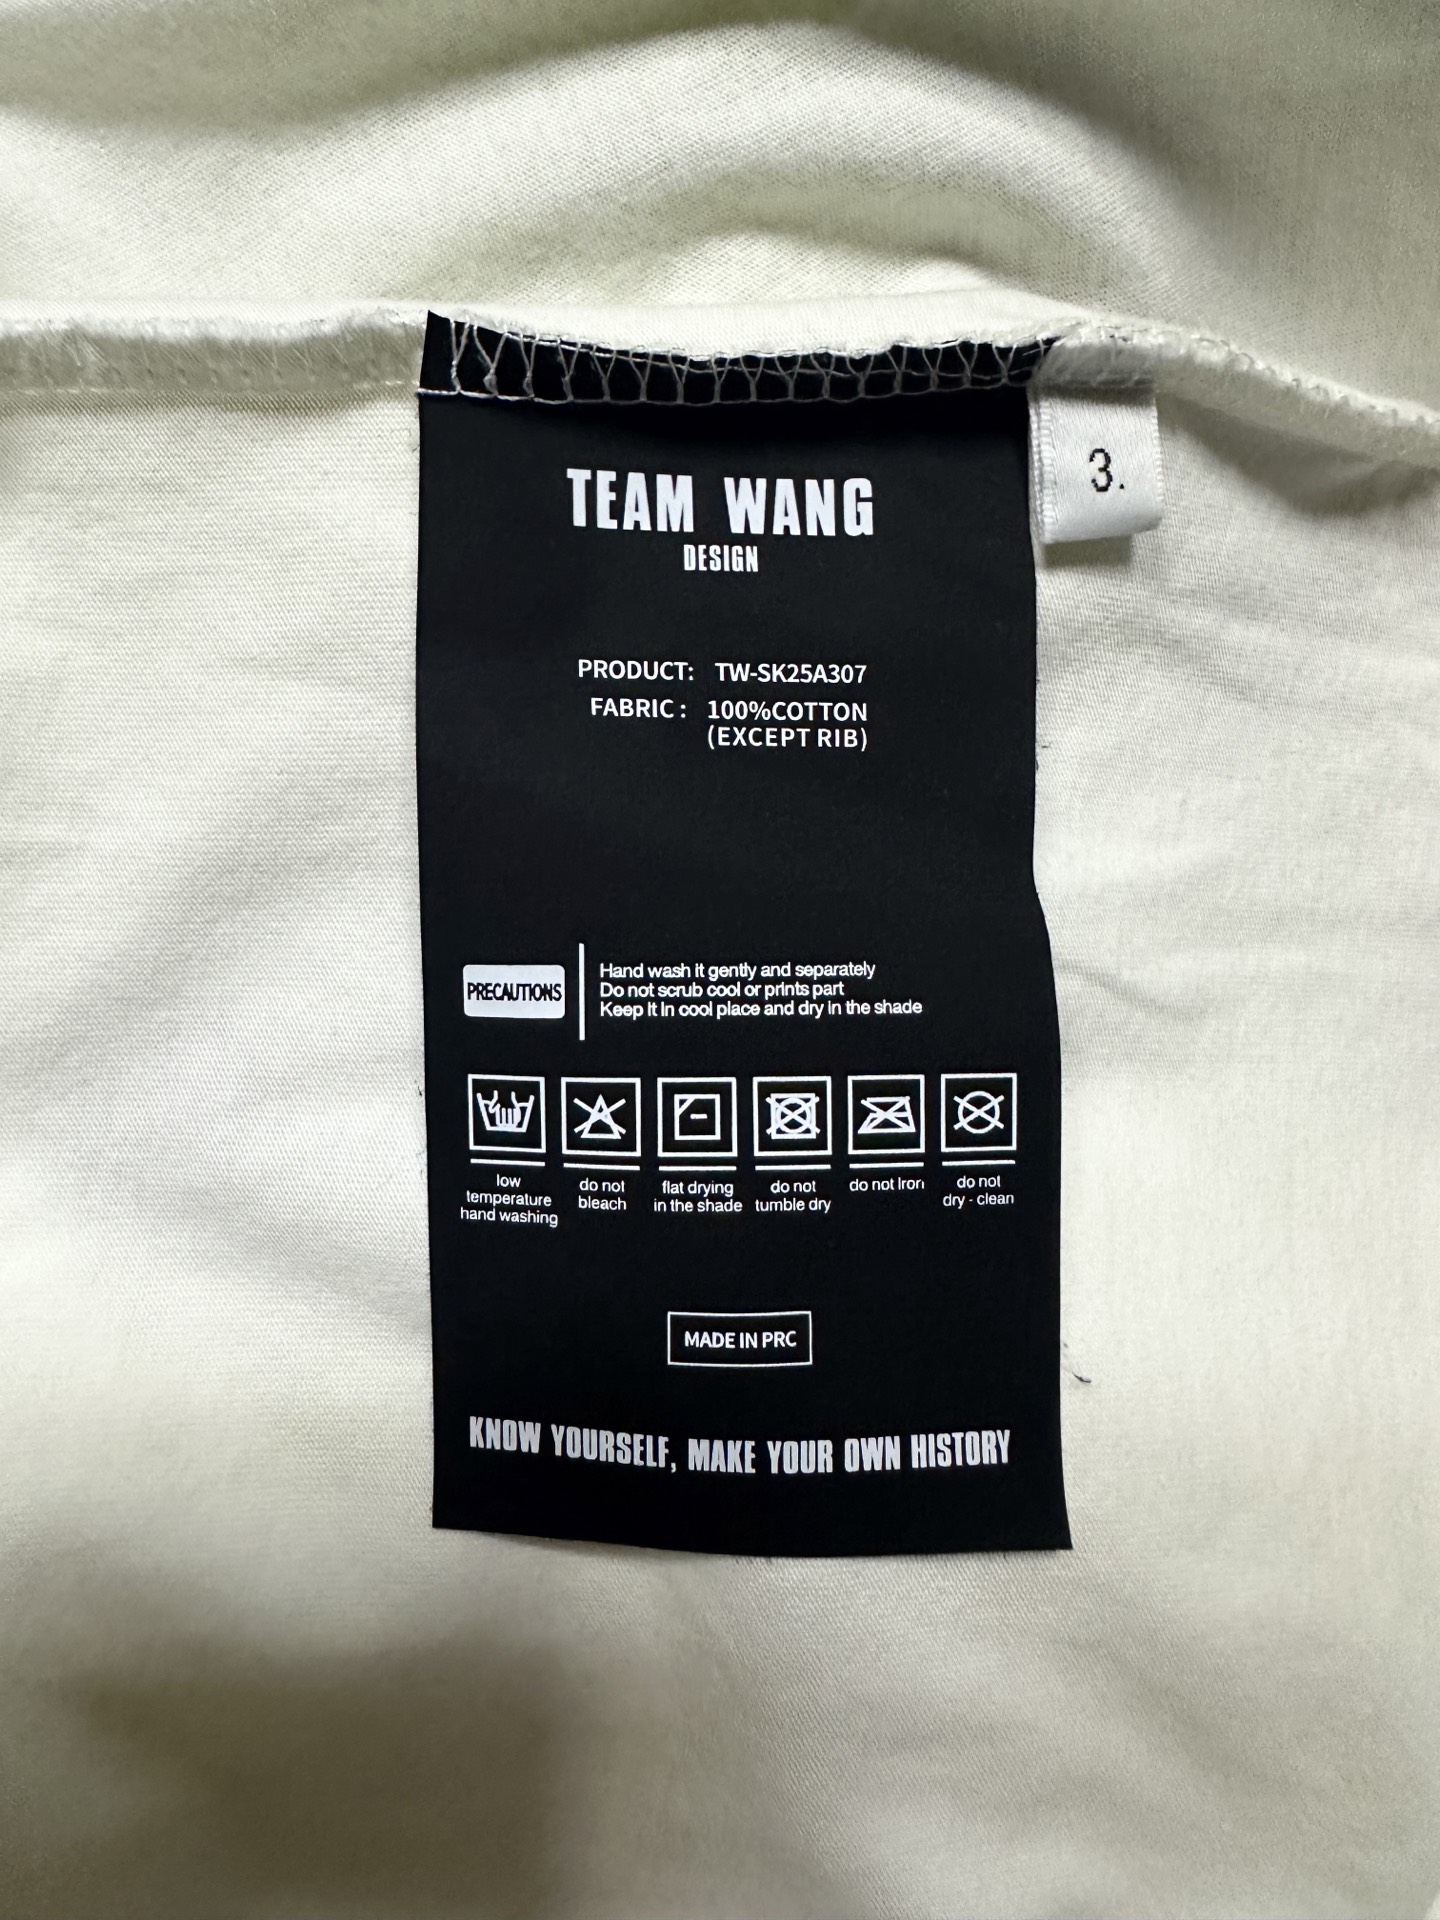 TEAM WANG
DESIGN
3.
PRODUCT: TW-SK25A307
FABRIC: 100%COTTON
(EXCEPT RIB)
PRECAUTIONS
Hand wash it gently and separately
Do not scrub cool or prints part
Keep it in cool place and dry in the shade
low
temperature
hand washing
do not
bleach
flat drying
in the shade
do not
tumble dry
do not Iron
do not
dry - clean
MADE IN PRC
KNOW YOURSELF, MAKE YOUR OWN HISTORY